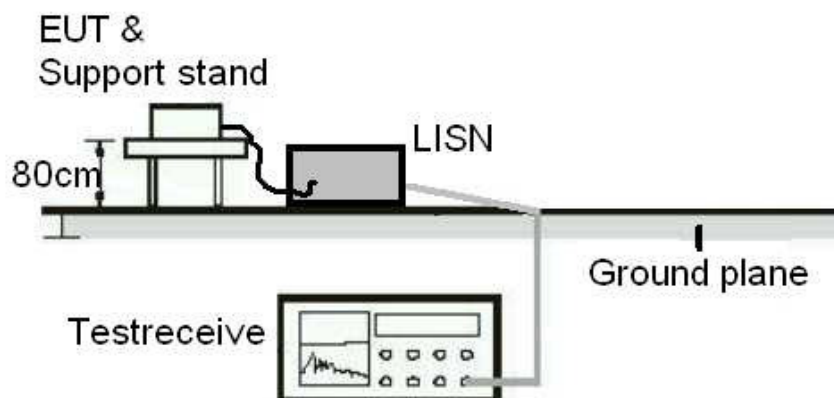 EUT &
Support stand
LISN
80cm
Ground plane
Testreceive